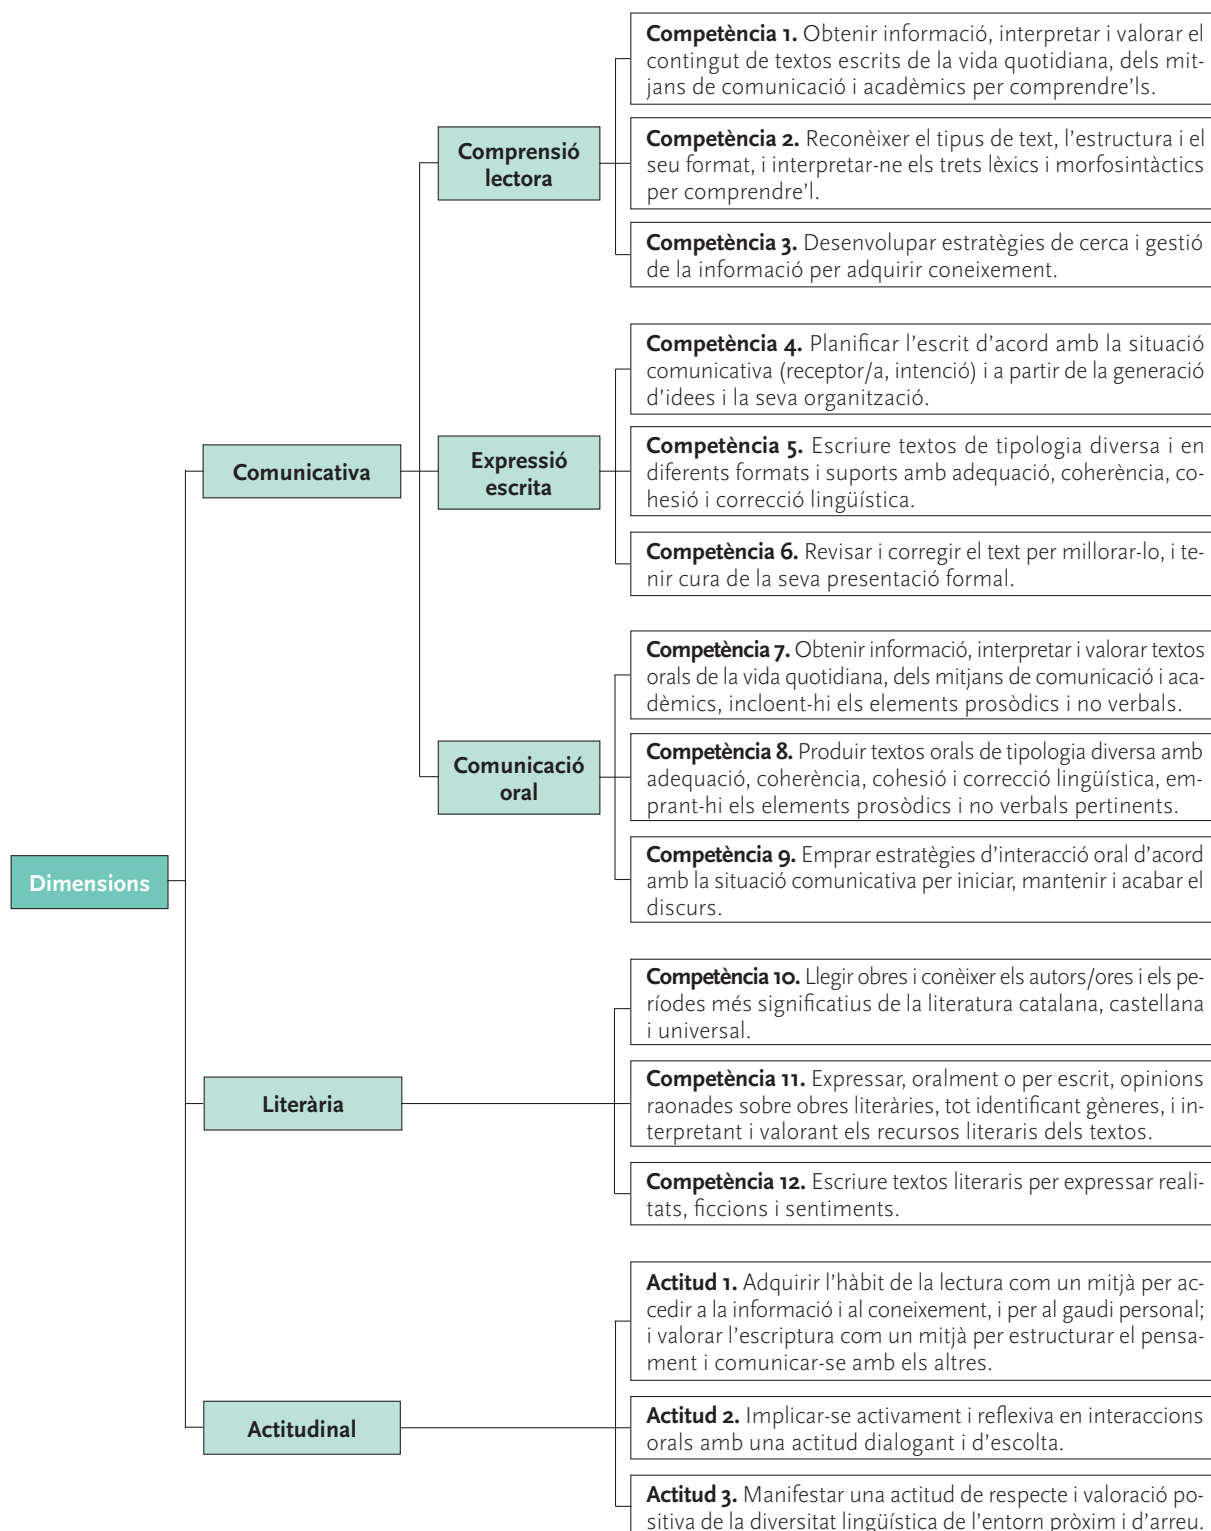 Dimensions
Comunicativa
Comprensió
lectora
Competència 1. Obtenir informació, interpretar i valorar el
contingut de textos escrits de la vida quotidiana, dels mit-
jans de comunicació i acadèmics per comprendre’ls.
Competència 2. Reconèixer el tipus de text, l’estructura i el
seu format, i interpretar-ne els trets lèxics i morfosintàctics
per comprendre’l.
Competència 3. Desenvolupar estratègies de cerca i gestió
de la informació per adquirir coneixement.
Expressió
escrita
Competència 4. Planificar l’escrit d’acord amb la situació
comunicativa (receptor/a, intenció) i a partir de la generació
d’idees i la seva organització.
Competència 5. Escriure textos de tipologia diversa i en
diferents formats i suports amb adequació, coherència, co-
hesió i correcció lingüística.
Competència 6. Revisar i corregir el text per millorar-lo, i te-
nir cura de la seva presentació formal.
Comunicació
oral
Competència 7. Obtenir informació, interpretar i valorar textos
orals de la vida quotidiana, dels mitjans de comunicació i aca-
dèmics, incloent-hi els elements prosòdics i no verbals.
Competència 8. Produir textos orals de tipologia diversa amb
adequació, coherència, cohesió i correcció lingüística, em-
prant-hi els elements prosòdics i no verbals pertinents.
Competència 9. Emprar estratègies d’interacció oral d’acord
amb la situació comunicativa per iniciar, mantenir i acabar el
discurs.
Literària
Competència 10. Llegir obres i conèixer els autors/ores i els pe-
ríodes més significatius de la literatura catalana, castellana
i universal.
Competència 11. Expressar, oralment o per escrit, opinions
raonades sobre obres literàries, tot identificant gèneres, i in-
terpretant i valorant els recursos literaris dels textos.
Competència 12. Escriure textos literaris per expressar reali-
tats, ficcions i sentiments.
Actitudinal
Actitud 1. Adquirir l’hàbit de la lectura com un mitjà per ac-
cedir a la informació i al coneixement, i per al gaudi personal;
i valorar l’escriptura com un mitjà per estructurar el pensa-
ment i comunicar-se amb els altres.
Actitud 2. Implicar-se activament i reflexiva en interaccions
orals amb una actitud dialogant i d’escolta.
Actitud 3. Manifestar una actitud de respecte i valoració po-
sitiva de la diversitat lingüística de l’entorn pròxim i d’arreu.